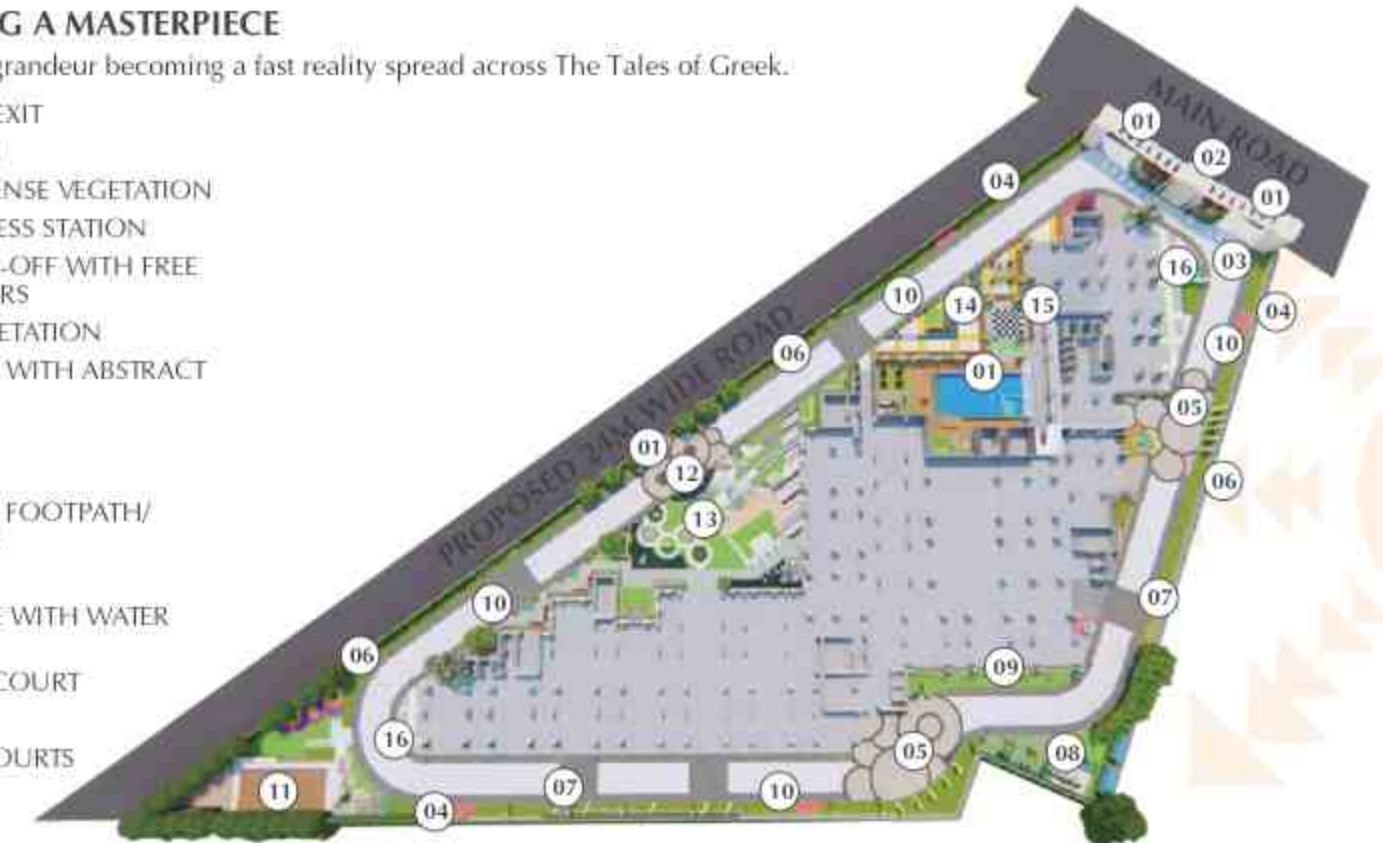 G A MASTERPIECE
grandeur becoming a fast reality spread across The Tales of Greek.
EXIT
ENSE VEGETATION
ESS STATION
-OFF WITH FREE
RS
ETATION
WITH ABSTRACT
FOOTPATH/
E WITH WATER
COURT
OURTS
MAIN ROAD
PROPOSED 24M WIDE ROAD
01
02
01
04
03
16
04
10
14
15
10
06
01
05
01
12
06
13
10
07
06
09
16
05
08
11
07
10
04